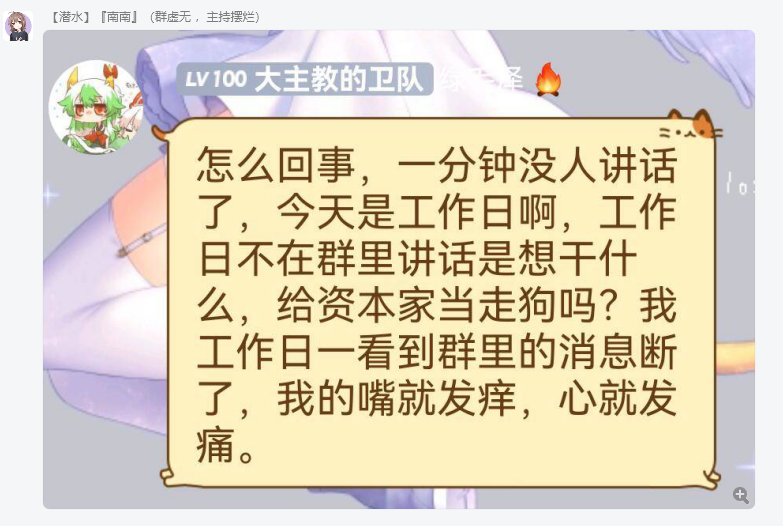 【潜水】『南南』（群虚无 ，主持摆烂）
LV100 大主教的卫队
怎么回事，一分钟没人讲话
了，今天是工作日啊，工作
日不在群里讲话是想干什
么，给资本家当走狗吗？我
工作日一看到群里的消息断
了，我的嘴就发痒，心就发
痛。